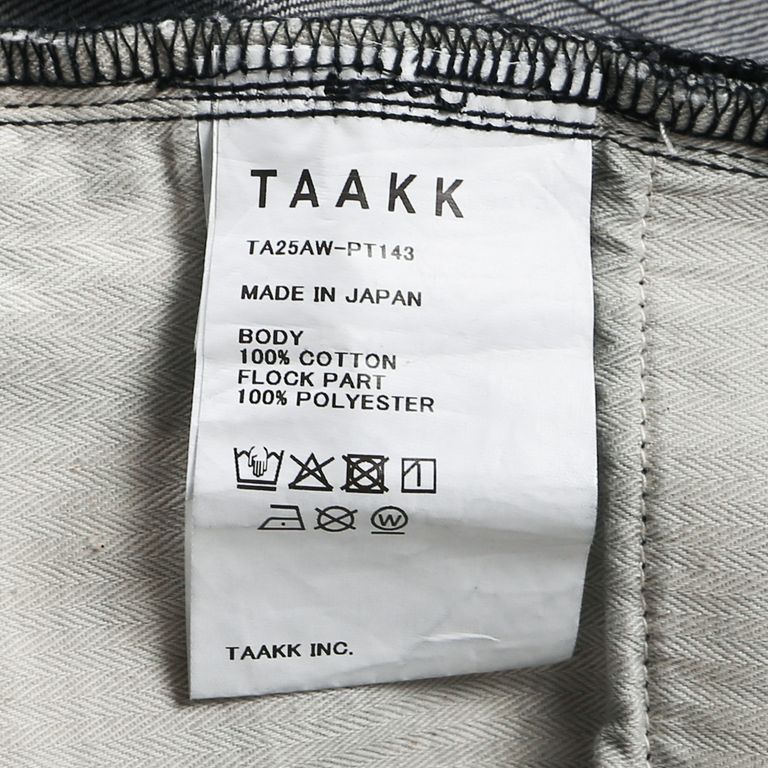 TAAKK
TA25AW-PT143
MADE IN JAPAN
BODY
100% COTTON
FLOCK PART
100% POLYESTER
W
TAAKK INC.